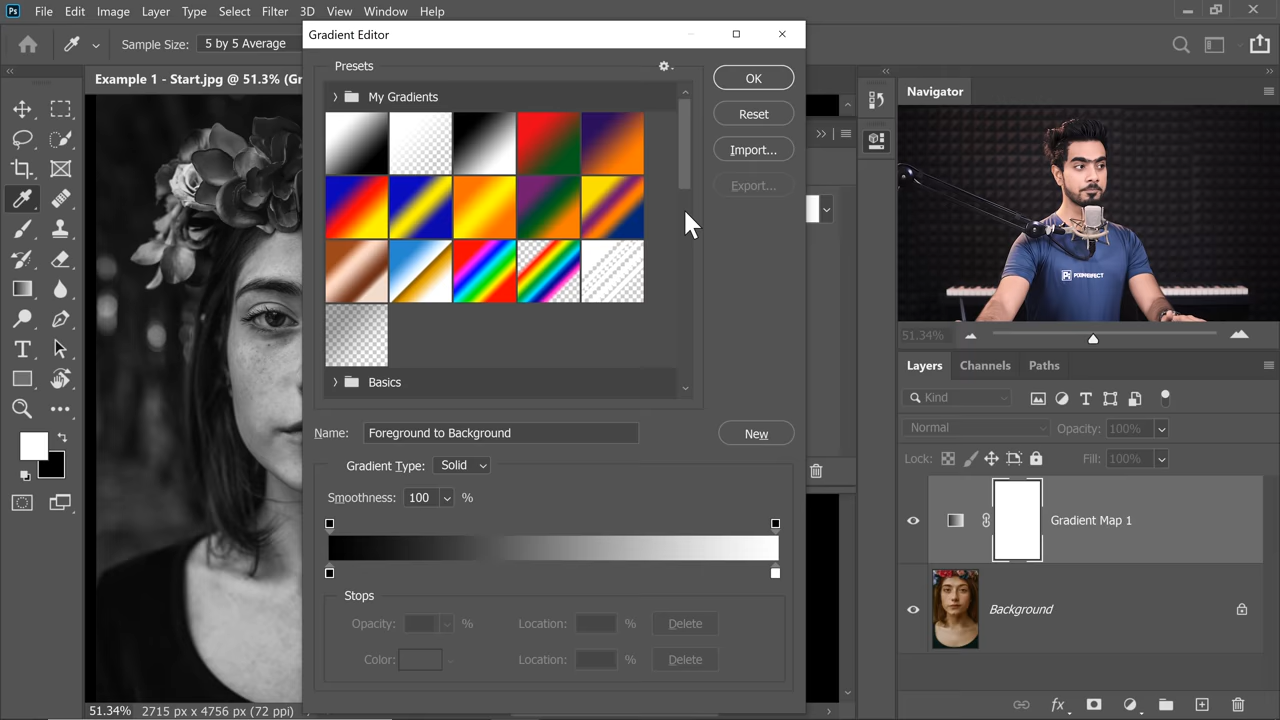 Ps File Edit Image Layer Type Select Filter 3D View Window Help
Sample Size: 5 by 5 Average
Gradient Editor
Example 1 - Start.jpg @ 51.3% (Gr
Presets
My Gradients
Basics
OK
Reset
Import...
Export...
Name: Foreground to Background
New
Gradient Type: Solid
Smoothness: 100 %
Stops
Opacity: % Location: % Delete
Color: Location: % Delete
51.34% 2715 px x 4756 px (72 ppi)
Navigator
PiXimperfect
51.34%
Layers Channels Paths
Kind
Normal Opacity: 100%
Lock: Fill: 100%
Gradient Map 1
Background
fx